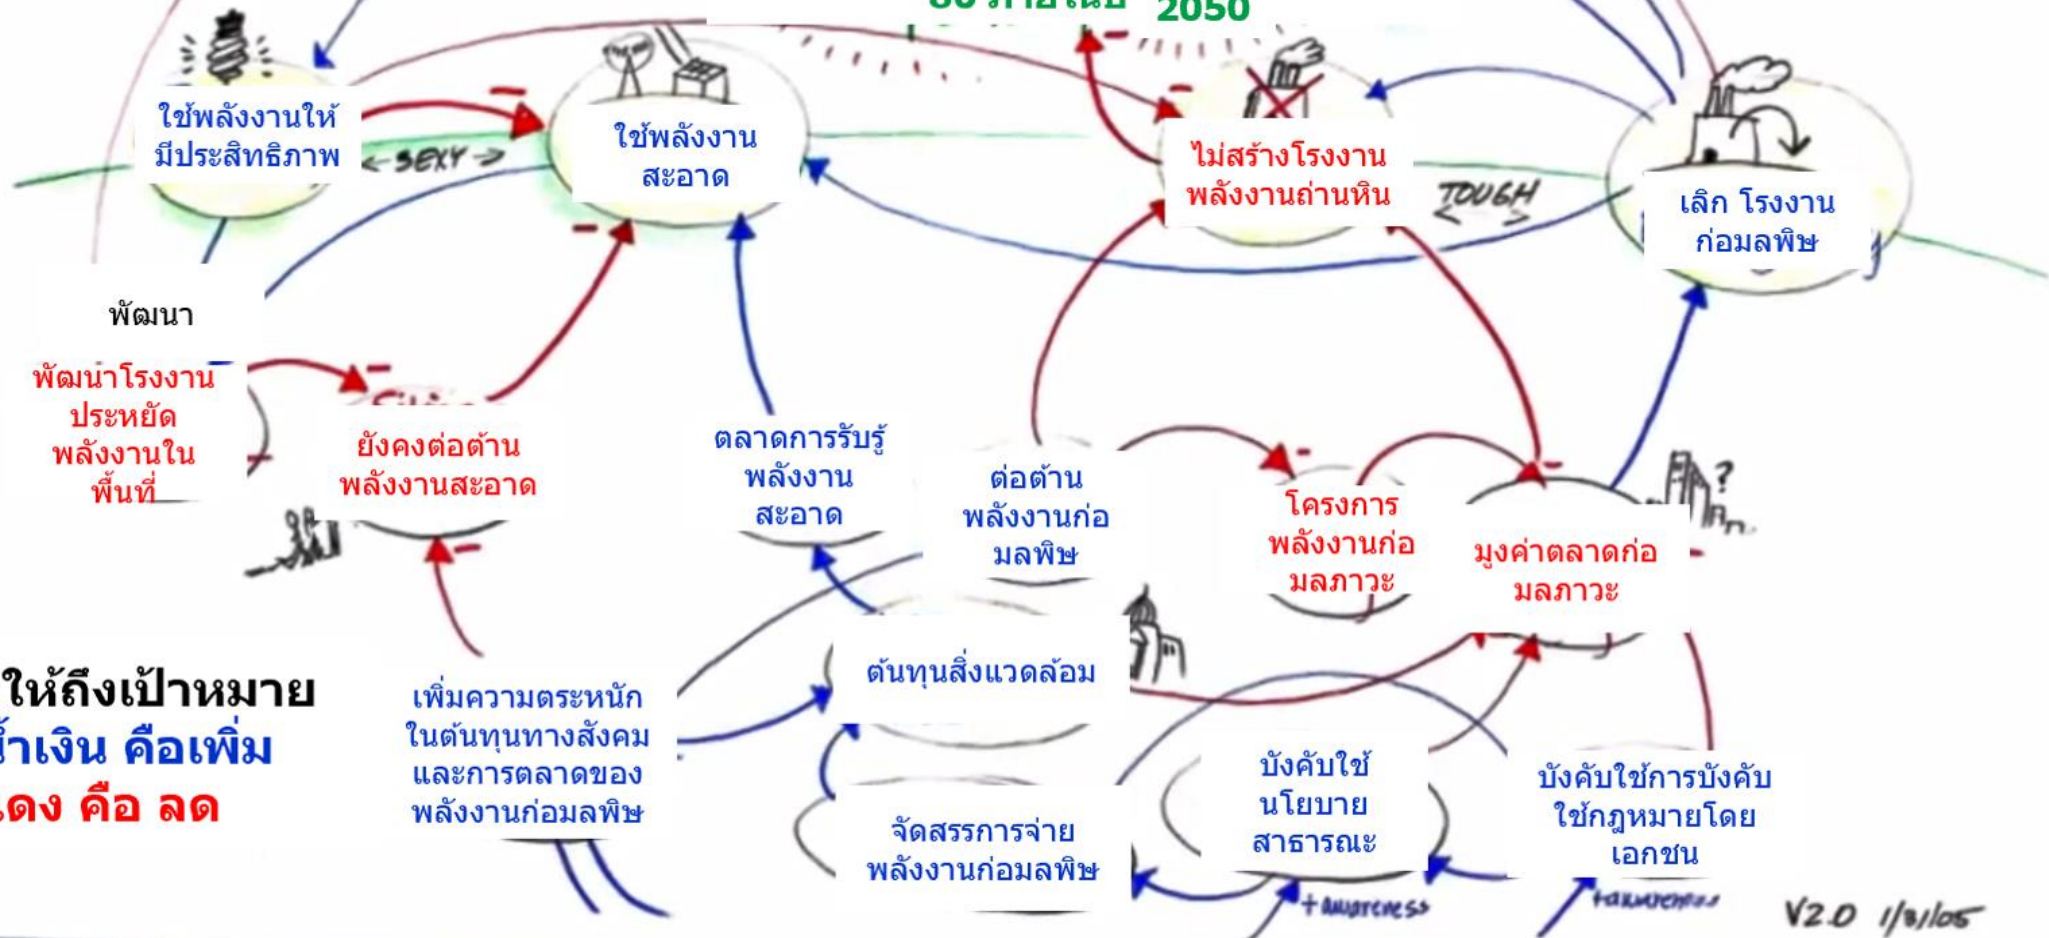 2050
ใช้พลังงานให้
มีประสิทธิภาพ
<- SEXY ->
ใช้พลังงาน
สะอาด
ไม่สร้างโรงงาน
พลังงานถ่านหิน
TOUGH
เลิก โรงงาน
ก่อมลพิษ
พัฒนา
พัฒนาโรงงาน
ประหยัด
พลังงานใน
พื้นที่
ยังคงต่อต้าน
พลังงานสะอาด
ตลาดการรับรู้
พลังงาน
สะอาด
ต่อต้าน
พลังงานก่อ
มลพิษ
โครงการ
พลังงานก่อ
มลภาวะ
มูงค่าตลาดก่อ
มลภาวะ
?
ให้ถึงเป้าหมาย
คือเพิ่ม
คือ ลด
เพิ่มความตระหนัก
ในต้นทุนทางสังคม
และการตลาดของ
พลังงานก่อมลพิษ
ต้นทุนสิ่งแวดล้อม
จัดสรรการจ่าย
พลังงานก่อมลพิษ
บังคับใช้
นโยบาย
สาธารณะ
บังคับใช้การบังคับ
ใช้กฎหมายโดย
เอกชน
+awareness
+awareness
V2.0 1/31/05